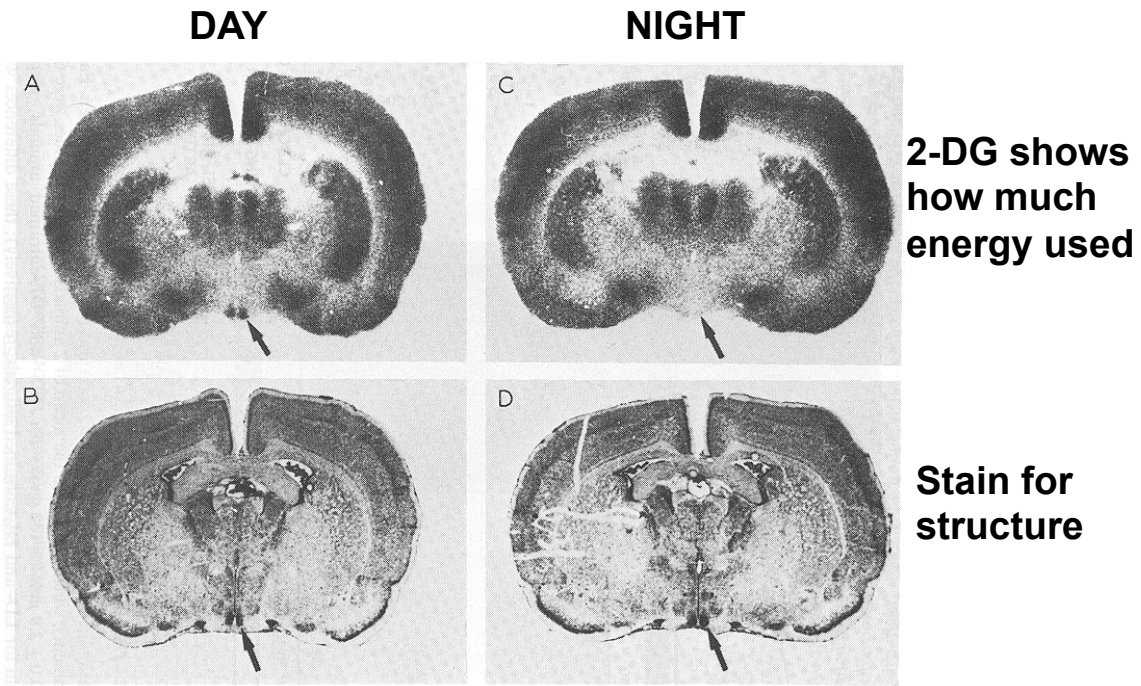 DAY
NIGHT
A
C
2-DG shows
how much
energy used
B
D
Stain for
structure